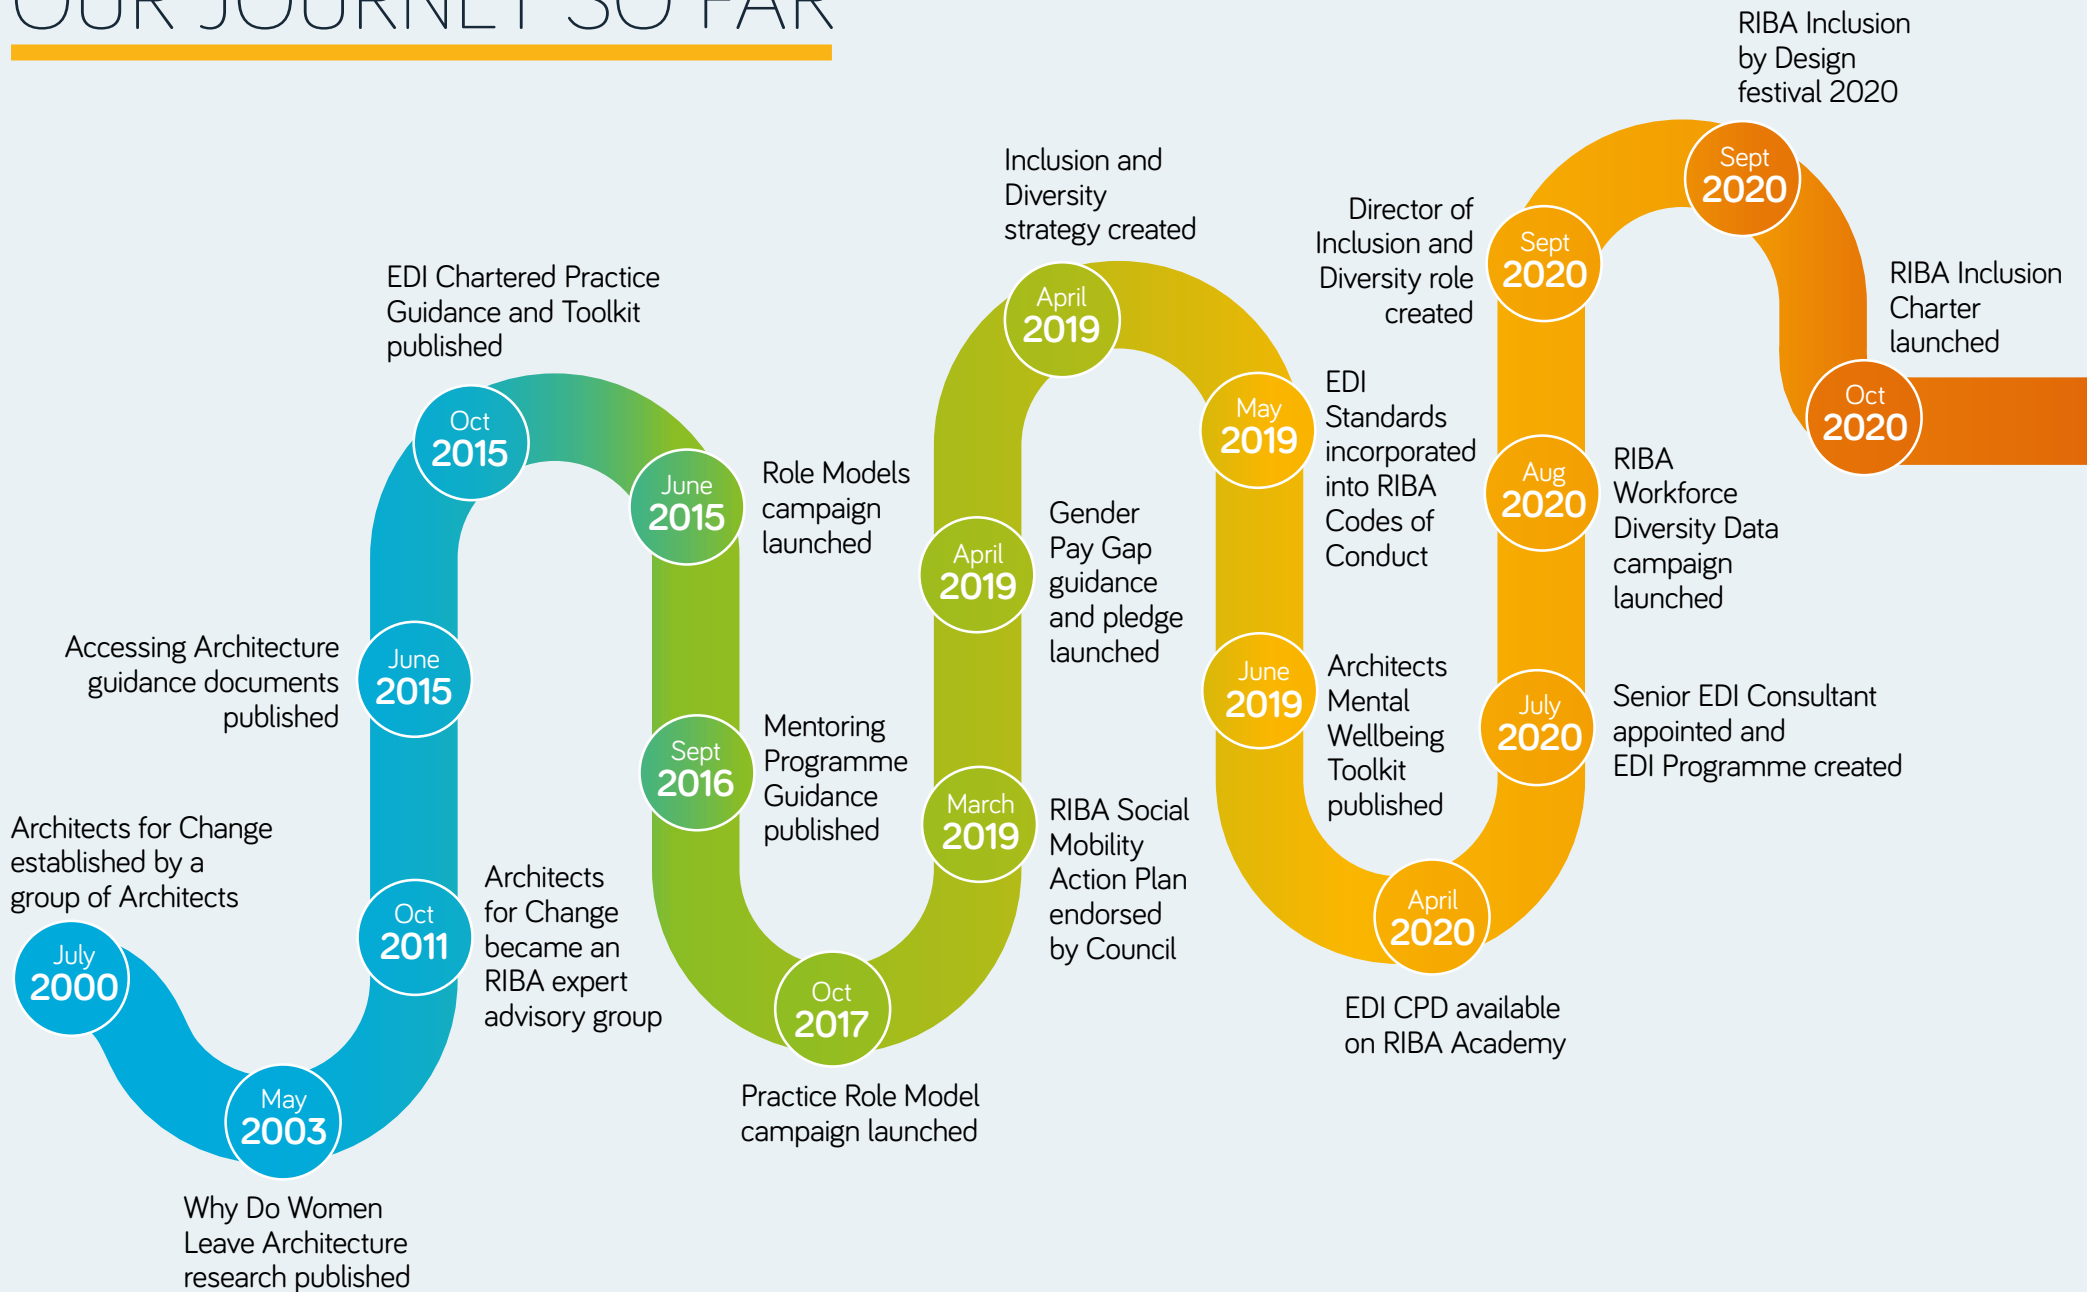 OUR JOURNEY SO FAR
July
2000
Architects for Change
established by a
group of Architects
May
2003
Why Do Women
Leave Architecture
research published
Oct
2011
Architects
for Change
became an
RIBA expert
advisory group
June
2015
Accessing Architecture
guidance documents
published
Oct
2015
EDI Chartered Practice
Guidance and Toolkit
published
June
2015
Role Models
campaign
launched
Sept
2016
Mentoring
Programme
Guidance
published
Oct
2017
Practice Role Model
campaign launched
March
2019
RIBA Social
Mobility
Action Plan
endorsed
by Council
April
2019
Gender
Pay Gap
guidance
and pledge
launched
April
2019
Inclusion and
Diversity
strategy created
May
2019
EDI
Standards
incorporated
into RIBA
Codes of
Conduct
June
2019
Architects
Mental
Wellbeing
Toolkit
published
April
2020
EDI CPD available
on RIBA Academy
July
2020
Senior EDI Consultant
appointed and
EDI Programme created
Aug
2020
RIBA
Workforce
Diversity Data
campaign
launched
Sept
2020
Director of
Inclusion and
Diversity role
created
Sept
2020
RIBA Inclusion
by Design
festival 2020
Oct
2020
RIBA Inclusion
Charter
launched